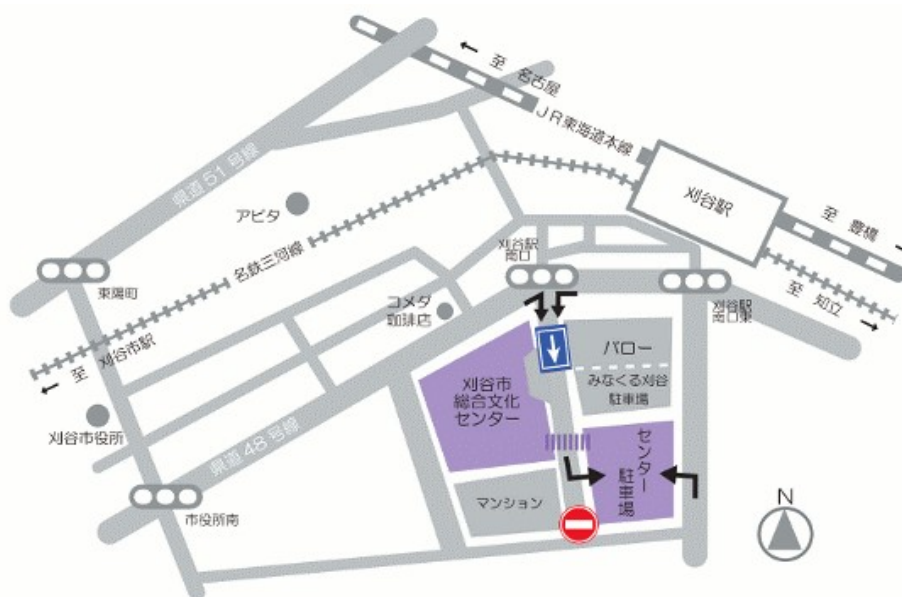 ← 至 名古屋
JR東海道本線
刈谷駅
至 豊橋 →
至 知立 →
県道51号線
アピタ
名鉄三河線
東陽町
← 至 刈谷市駅
刈谷市役所
コメダ
珈琲店
刈谷駅
南口
刈谷駅
南口東
県道48号線
市役所南
刈谷市
総合文化
センター
バロー
みなくる刈谷
駐車場
センター
駐車場
マンション
N